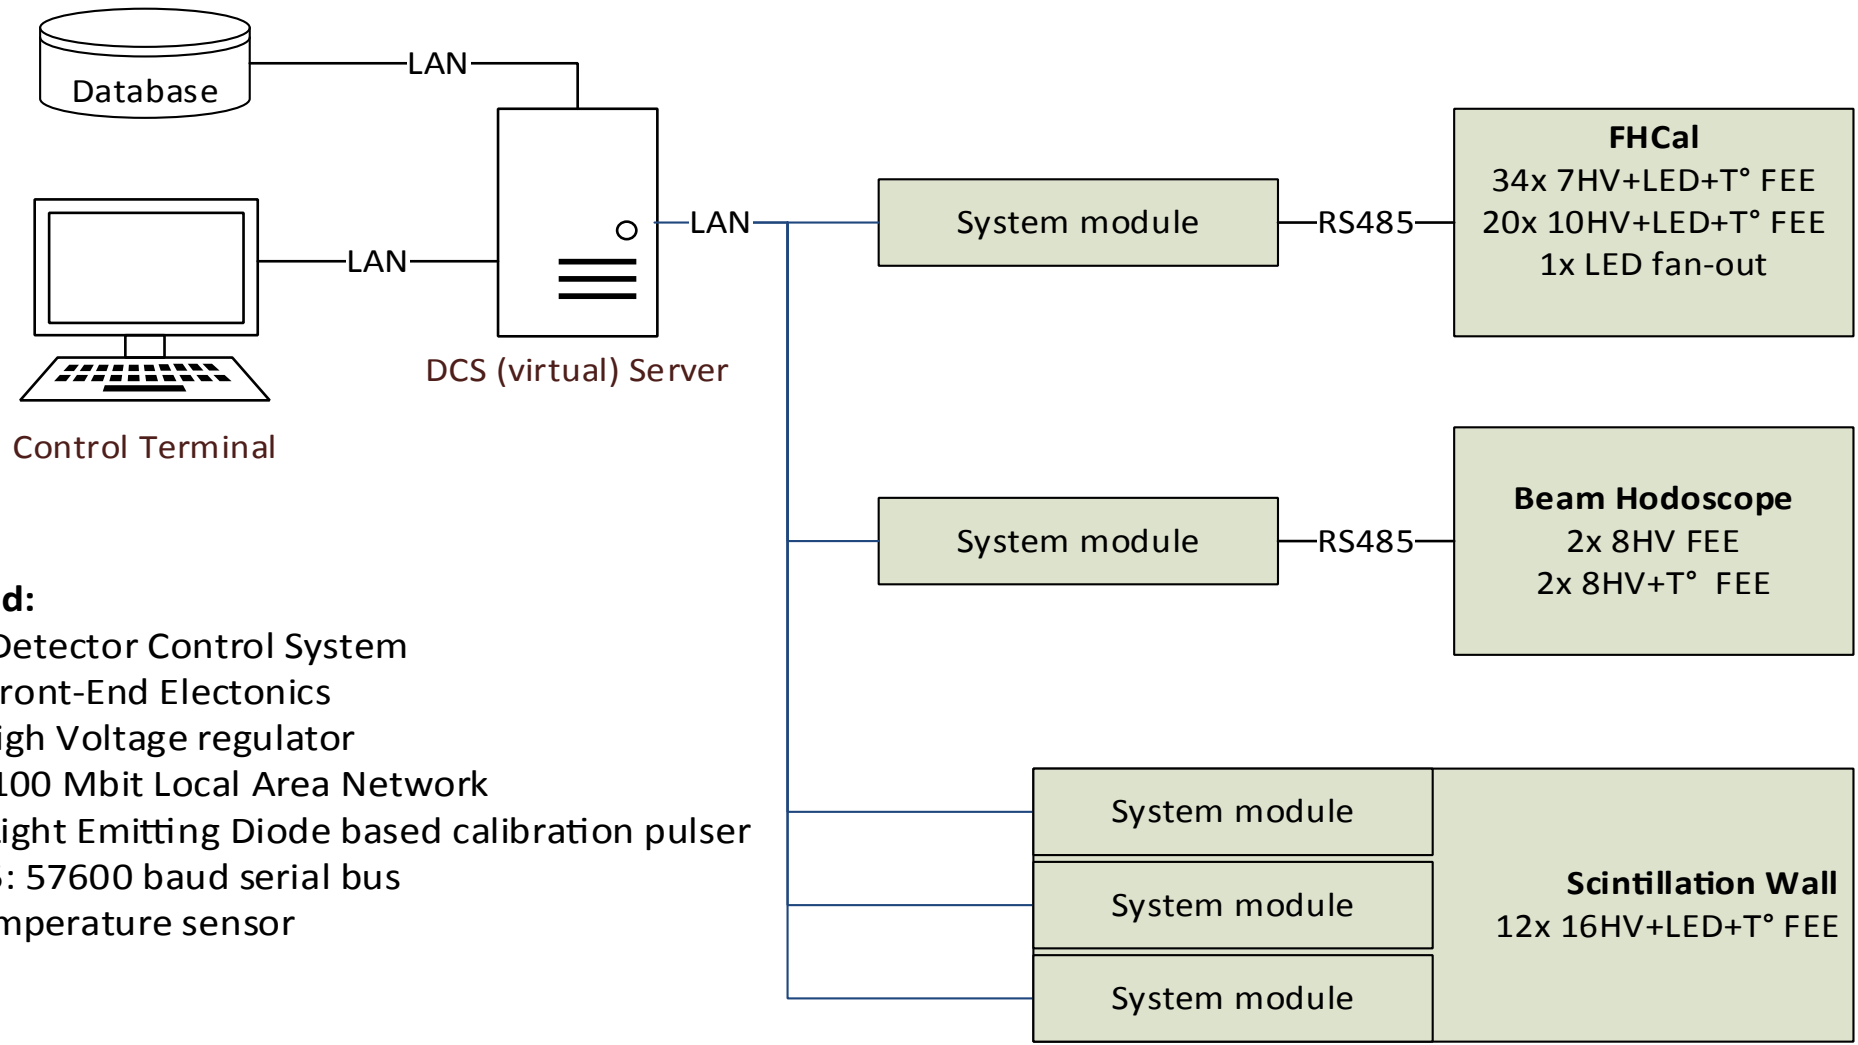 Database
LAN
LAN
Control Terminal
DCS (virtual) Server
LAN
System module
RS485
FHCal
34x 7HV+LED+T° FEE
20x 10HV+LED+T° FEE
1x LED fan-out
System module
RS485
Beam Hodoscope
2x 8HV FEE
2x 8HV+T° FEE
System module
System module
System module
Scintillation Wall
12x 16HV+LED+T° FEE
d:
Detector Control System
ront-End Electonics
igh Voltage regulator
100 Mbit Local Area Network
ight Emitting Diode based calibration pulser
: 57600 baud serial bus
mperature sensor